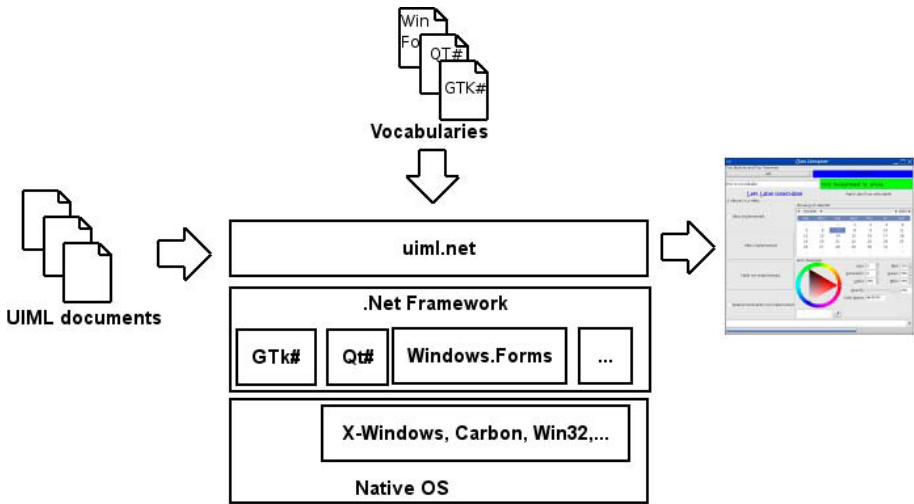 Win
Fo
QT#
GTK#
Vocabularies
UIML documents
uiml.net
.Net Framework
GTk#
Qt#
Windows.Forms
...
X-Windows, Carbon, Win32,...
Native OS